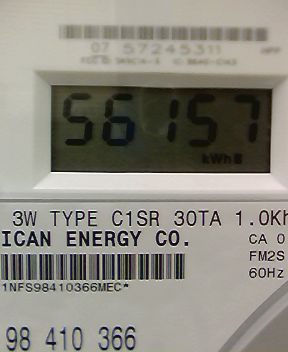 07 57245311
56157
kWh
3W TYPE C1SR 30TA 1.0Kh
ICAN ENERGY CO.
CA 0
FM2S
60Hz
1NFS98410366MEC*
98 410 366